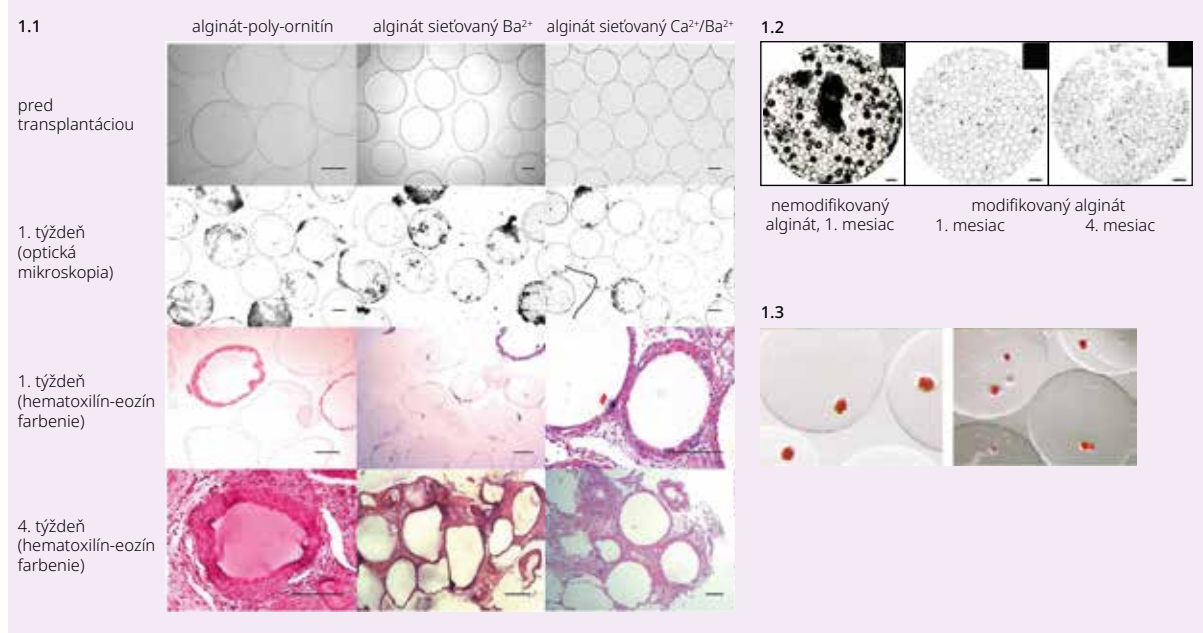 1.1
alginát-poly-ornitín
alginát sieťovaný Ba²⁺
alginát sieťovaný Ca²⁺/Ba²⁺
pred
transplantáciou
1. týždeň
(optická
mikroskopia)
1. týždeň
(hematoxilín-eozín
farbenie)
4. týždeň
(hematoxilín-eozín
farbenie)
1.2
nemodifikovaný
alginát, 1. mesiac
modifikovaný alginát
1. mesiac
4. mesiac
1.3